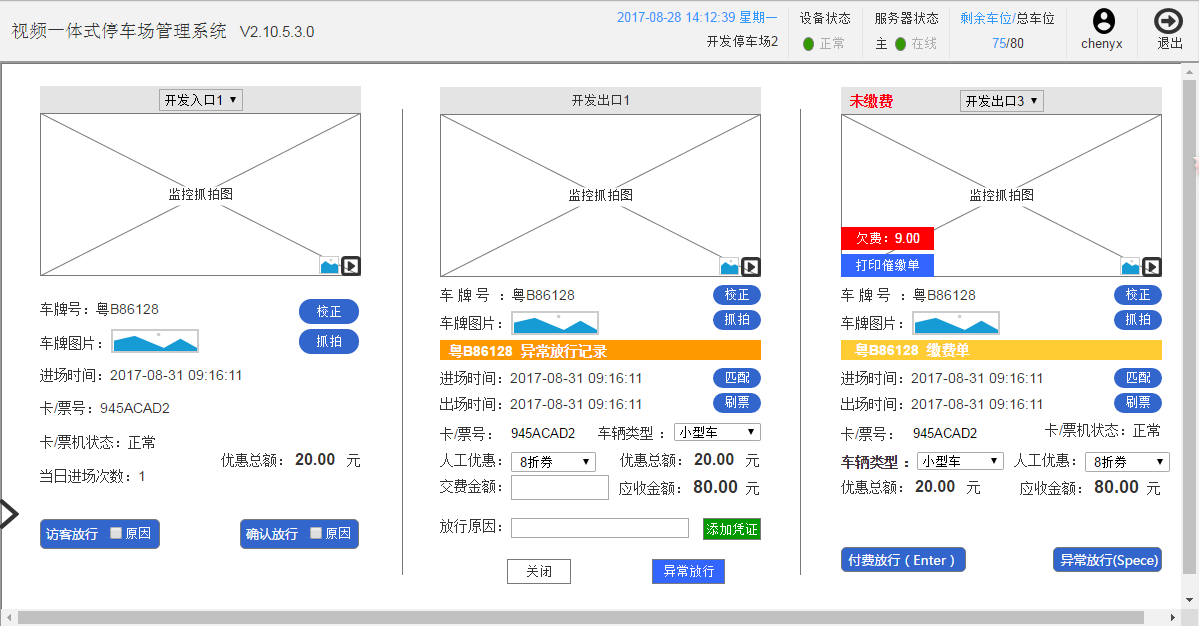 视频一体式停车场管理系统 V2.10.5.3.0
2017-08-28 14:12:39 星期一
开发停车场2
设备状态
正常
服务器状态
主 在线
剩余车位/总车位
75/80
chenyx
退出
开发入口1
监控抓拍图
车牌号：粤B86128
校正
车牌图片：
抓拍
进场时间：2017-08-31 09:16:11
卡/票号：945ACAD2
卡/票机状态：正常
优惠总额： 20.00 元
当日进场次数：1
访客放行 原因
确认放行 原因
开发出口1
监控抓拍图
车 牌 号 ：粤B86128
校正
车牌图片：
抓拍
粤B86128 异常放行记录
进场时间：2017-08-31 09:16:11
匹配
出场时间：2017-08-31 09:16:11
刷票
卡/票号： 945ACAD2 车辆类型： 小型车
人工优惠： 8折券 优惠总额： 20.00 元
交费金额： 应收金额： 80.00 元
放行原因： 添加凭证
关闭 异常放行
未缴费 开发出口3
监控抓拍图
欠费：9.00
打印催缴单
车 牌 号 ：粤B86128
校正
车牌图片：
抓拍
粤B86128 缴费单
进场时间：2017-08-31 09:16:11
匹配
出场时间：2017-08-31 09:16:11
刷票
卡/票号： 945ACAD2 卡/票机状态：正常
车辆类型： 小型车 人工优惠： 8折券
优惠总额： 20.00 元 应收金额： 80.00 元
付费放行（Enter） 异常放行(Spece)